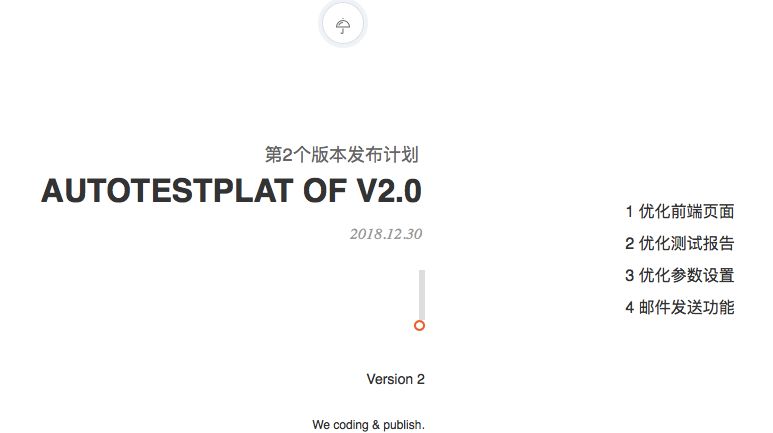 第2个版本发布计划
AUTOTESTPLAT OF V2.0
2018.12.30
Version 2
We coding & publish.
1 优化前端页面
2 优化测试报告
3 优化参数设置
4 邮件发送功能